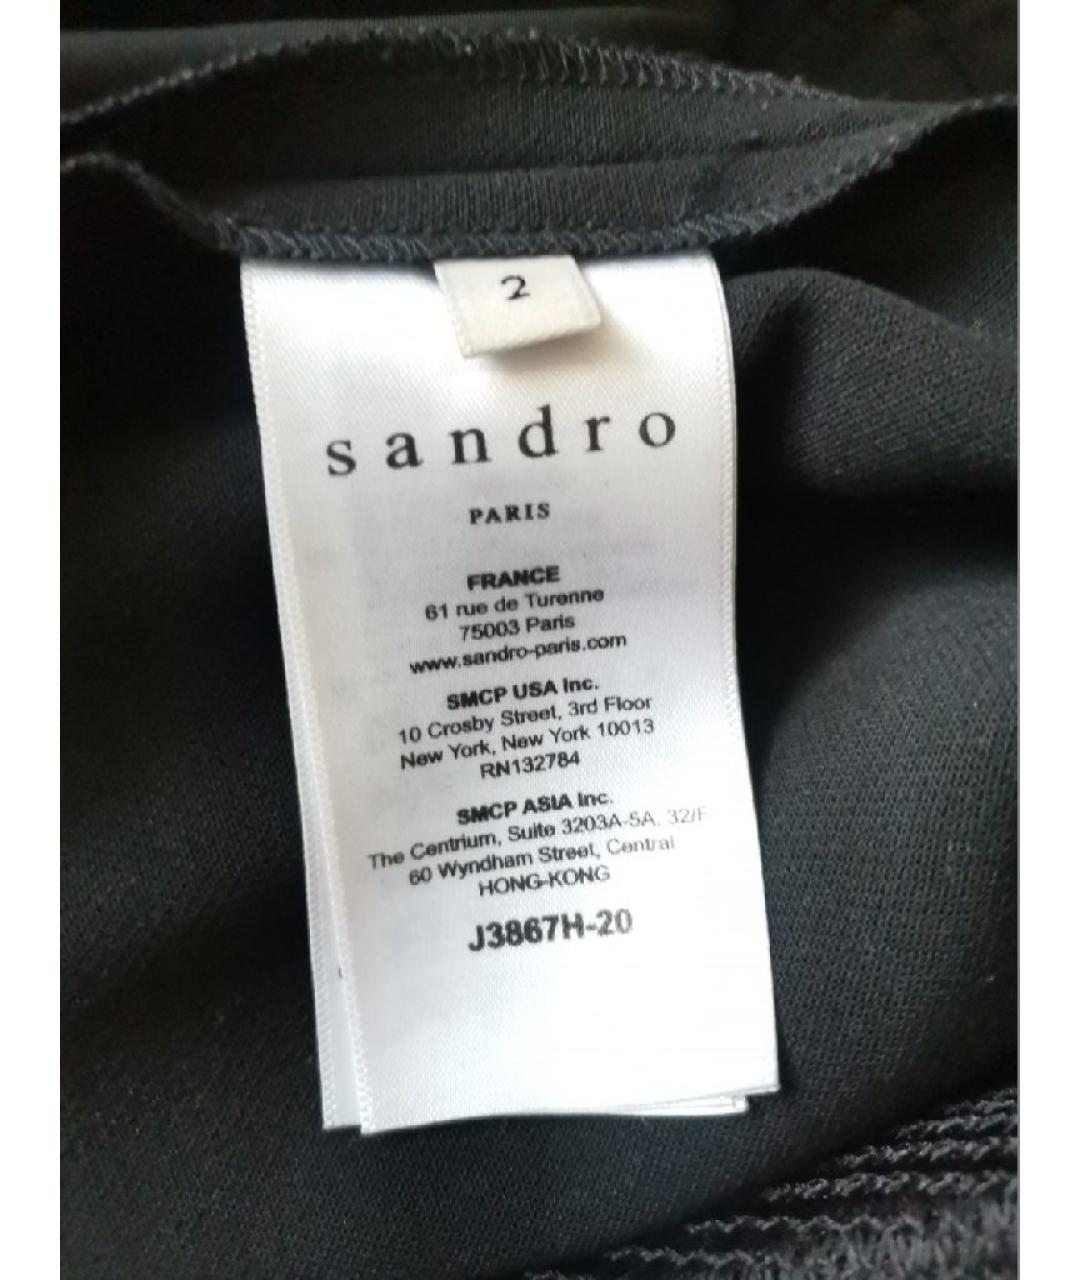 2
sandro
PARIS
FRANCE
61 rue de Turenne
75003 Paris
www.sandro-paris.com
SMCP USA Inc.
10 Crosby Street, 3rd Floor
New York, New York 10013
RN132784
SMCP ASIA Inc.
The Centrium, Suite 3203A-5A, 32/F
60 Wyndham Street, Central
HONG-KONG
J3867H-20